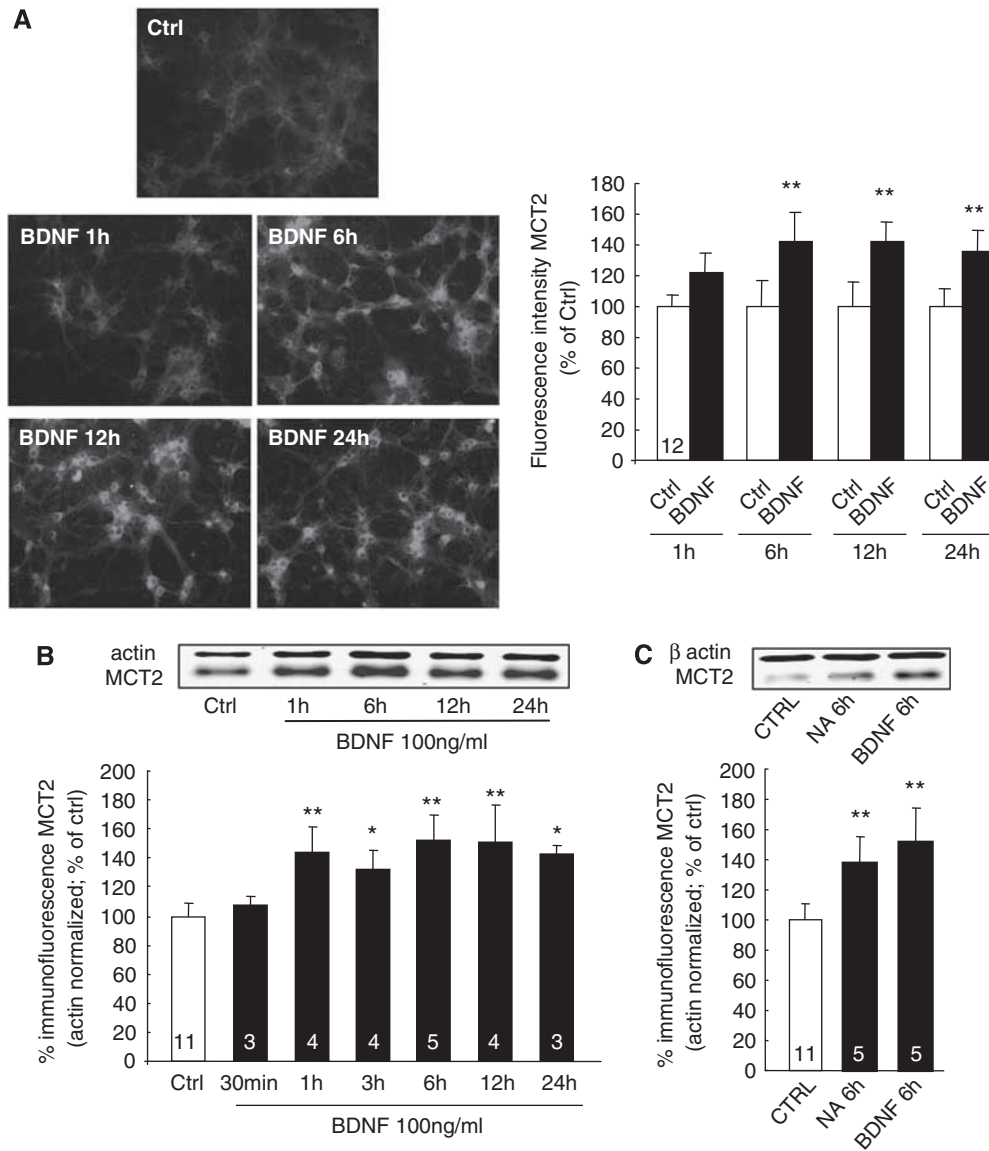 A
Ctrl
BDNF 1h
BDNF 6h
BDNF 12h
BDNF 24h
Fluorescence intensity MCT2
(% of Ctrl)
180
160
140
120
100
80
60
40
20
0
** ** **
12
Ctrl BDNF Ctrl BDNF Ctrl BDNF Ctrl BDNF
1h 6h 12h 24h
B
actin
MCT2
Ctrl 1h 6h 12h 24h
BDNF 100ng/ml
% immunofluorescence MCT2
(actin normalized; % of ctrl)
200
180
160
140
120
100
80
60
40
20
0
** * ** ** *
11 3 4 4 5 4 3
Ctrl 30min 1h 3h 6h 12h 24h
BDNF 100ng/ml
C
β actin
MCT2
CTRL NA 6h BDNF 6h
% immunofluorescence MCT2
(actin normalized; % of ctrl)
200
180
160
140
120
100
80
60
40
20
0
** **
11 5 5
CTRL NA 6h BDNF 6h